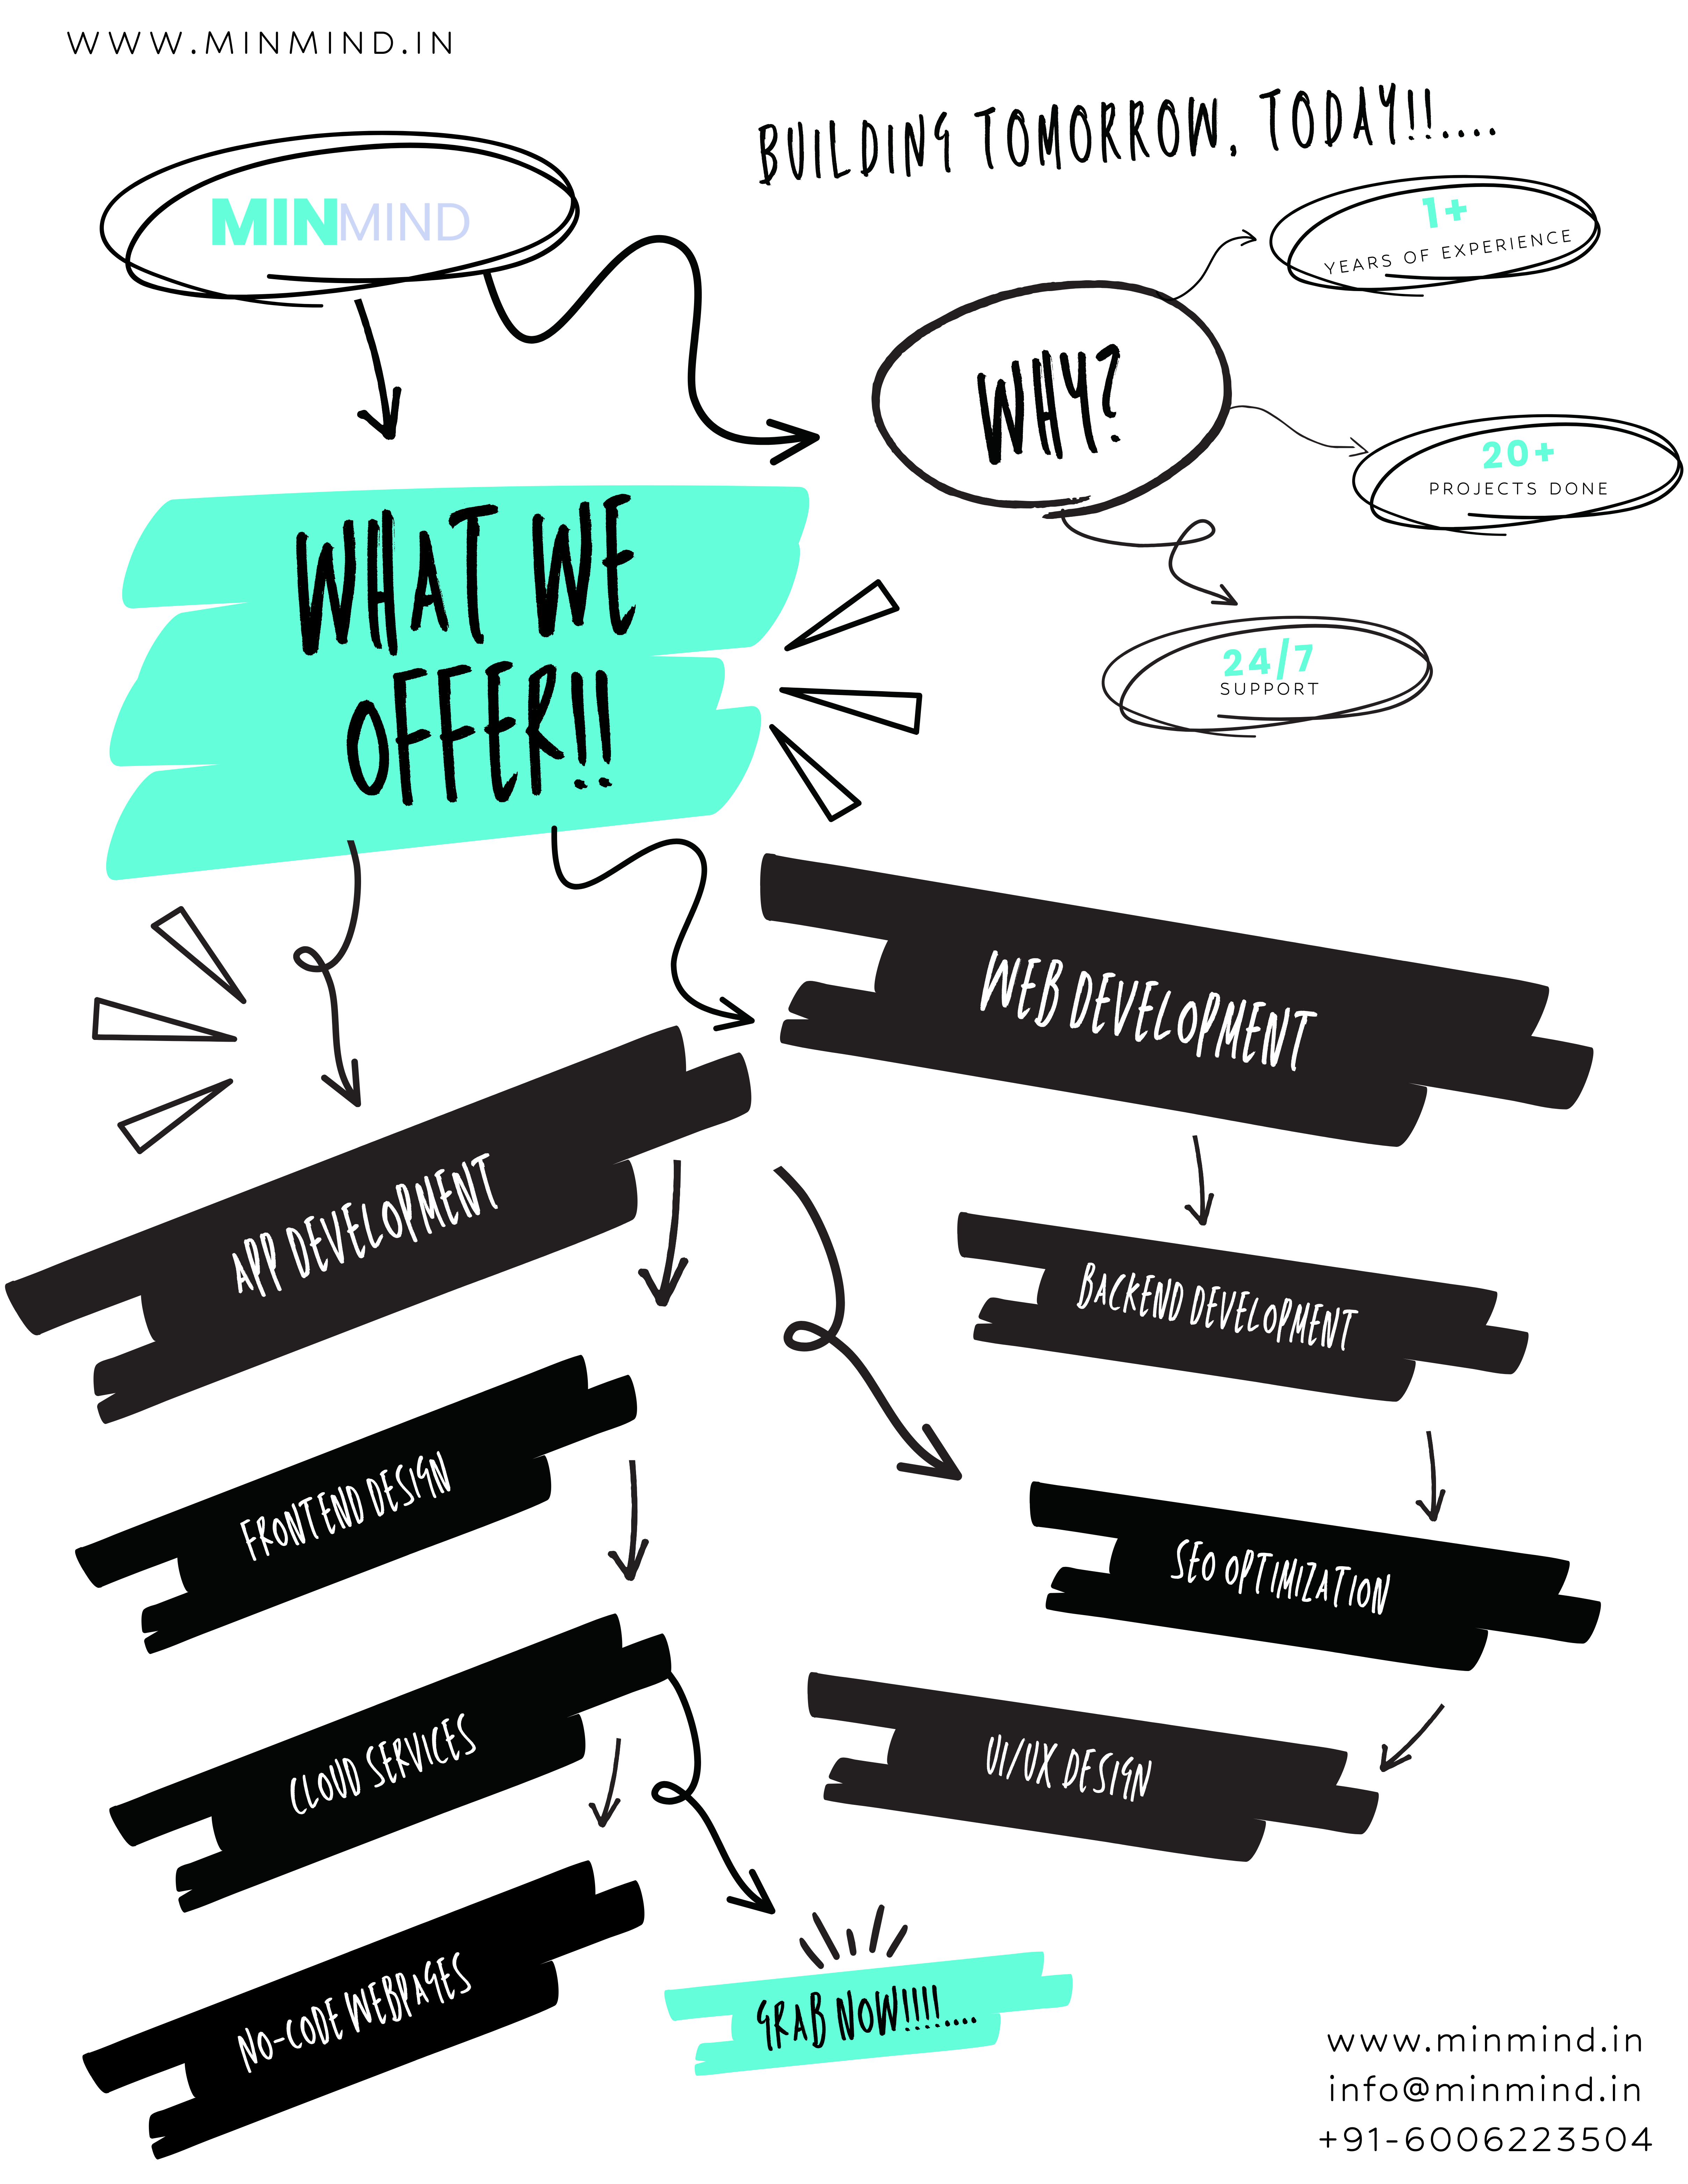 WWW.MINMIND.IN
BUILDING TOMORROW, TODAY!!....
MINMIND
1+
YEARS OF EXPERIENCE
WHY?
20+
PROJECTS DONE
24/7
SUPPORT
WHAT WE
OFFER!!
WEB DEVELOPMENT
APP DEVELOPMENT
BACKEND DEVELOPMENT
FRONTEND DESIGN
SEO OPTIMIZATION
CLOUD SERVICES
UI/UX DESIGN
NO-CODE WEBPAGES
GRAB NOW!!!!....
www.minmind.in
info@minmind.in
+91-6006223504